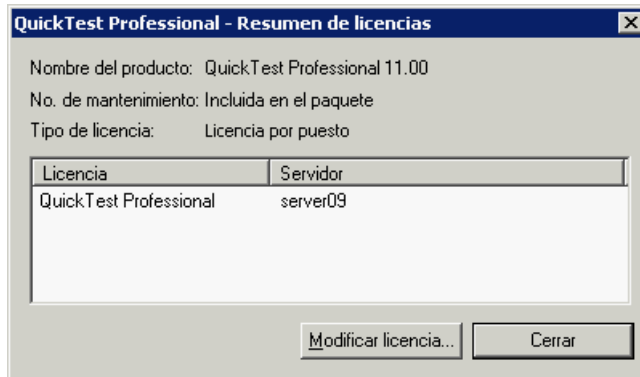 QuickTest Professional - Resumen de licencias
Nombre del producto: QuickTest Professional 11.00
No. de mantenimiento: Incluida en el paquete
Tipo de licencia: Licencia por puesto
Licencia Servidor
QuickTest Professional server09
Modificar licencia... Cerrar